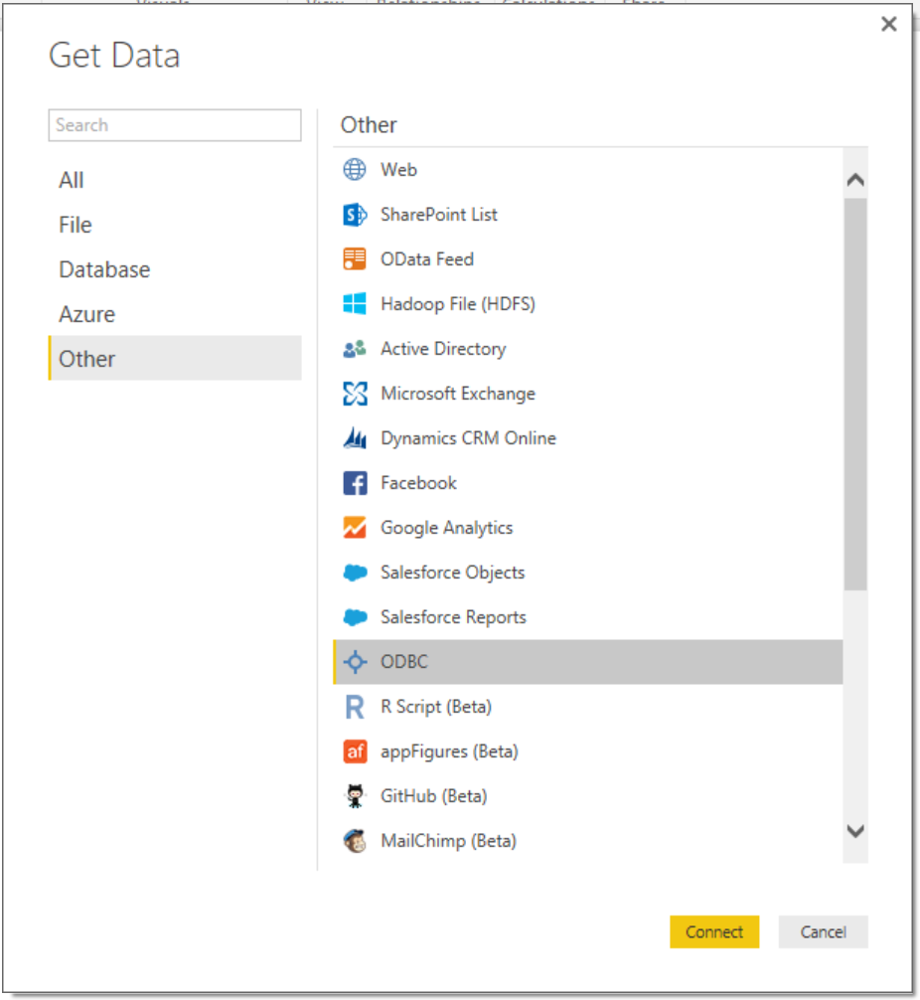 Get Data
Search
All
File
Database
Azure
Other
Other
Web
SharePoint List
OData Feed
Hadoop File (HDFS)
Active Directory
Microsoft Exchange
Dynamics CRM Online
Facebook
Google Analytics
Salesforce Objects
Salesforce Reports
ODBC
R Script (Beta)
appFigures (Beta)
GitHub (Beta)
MailChimp (Beta)
Connect
Cancel